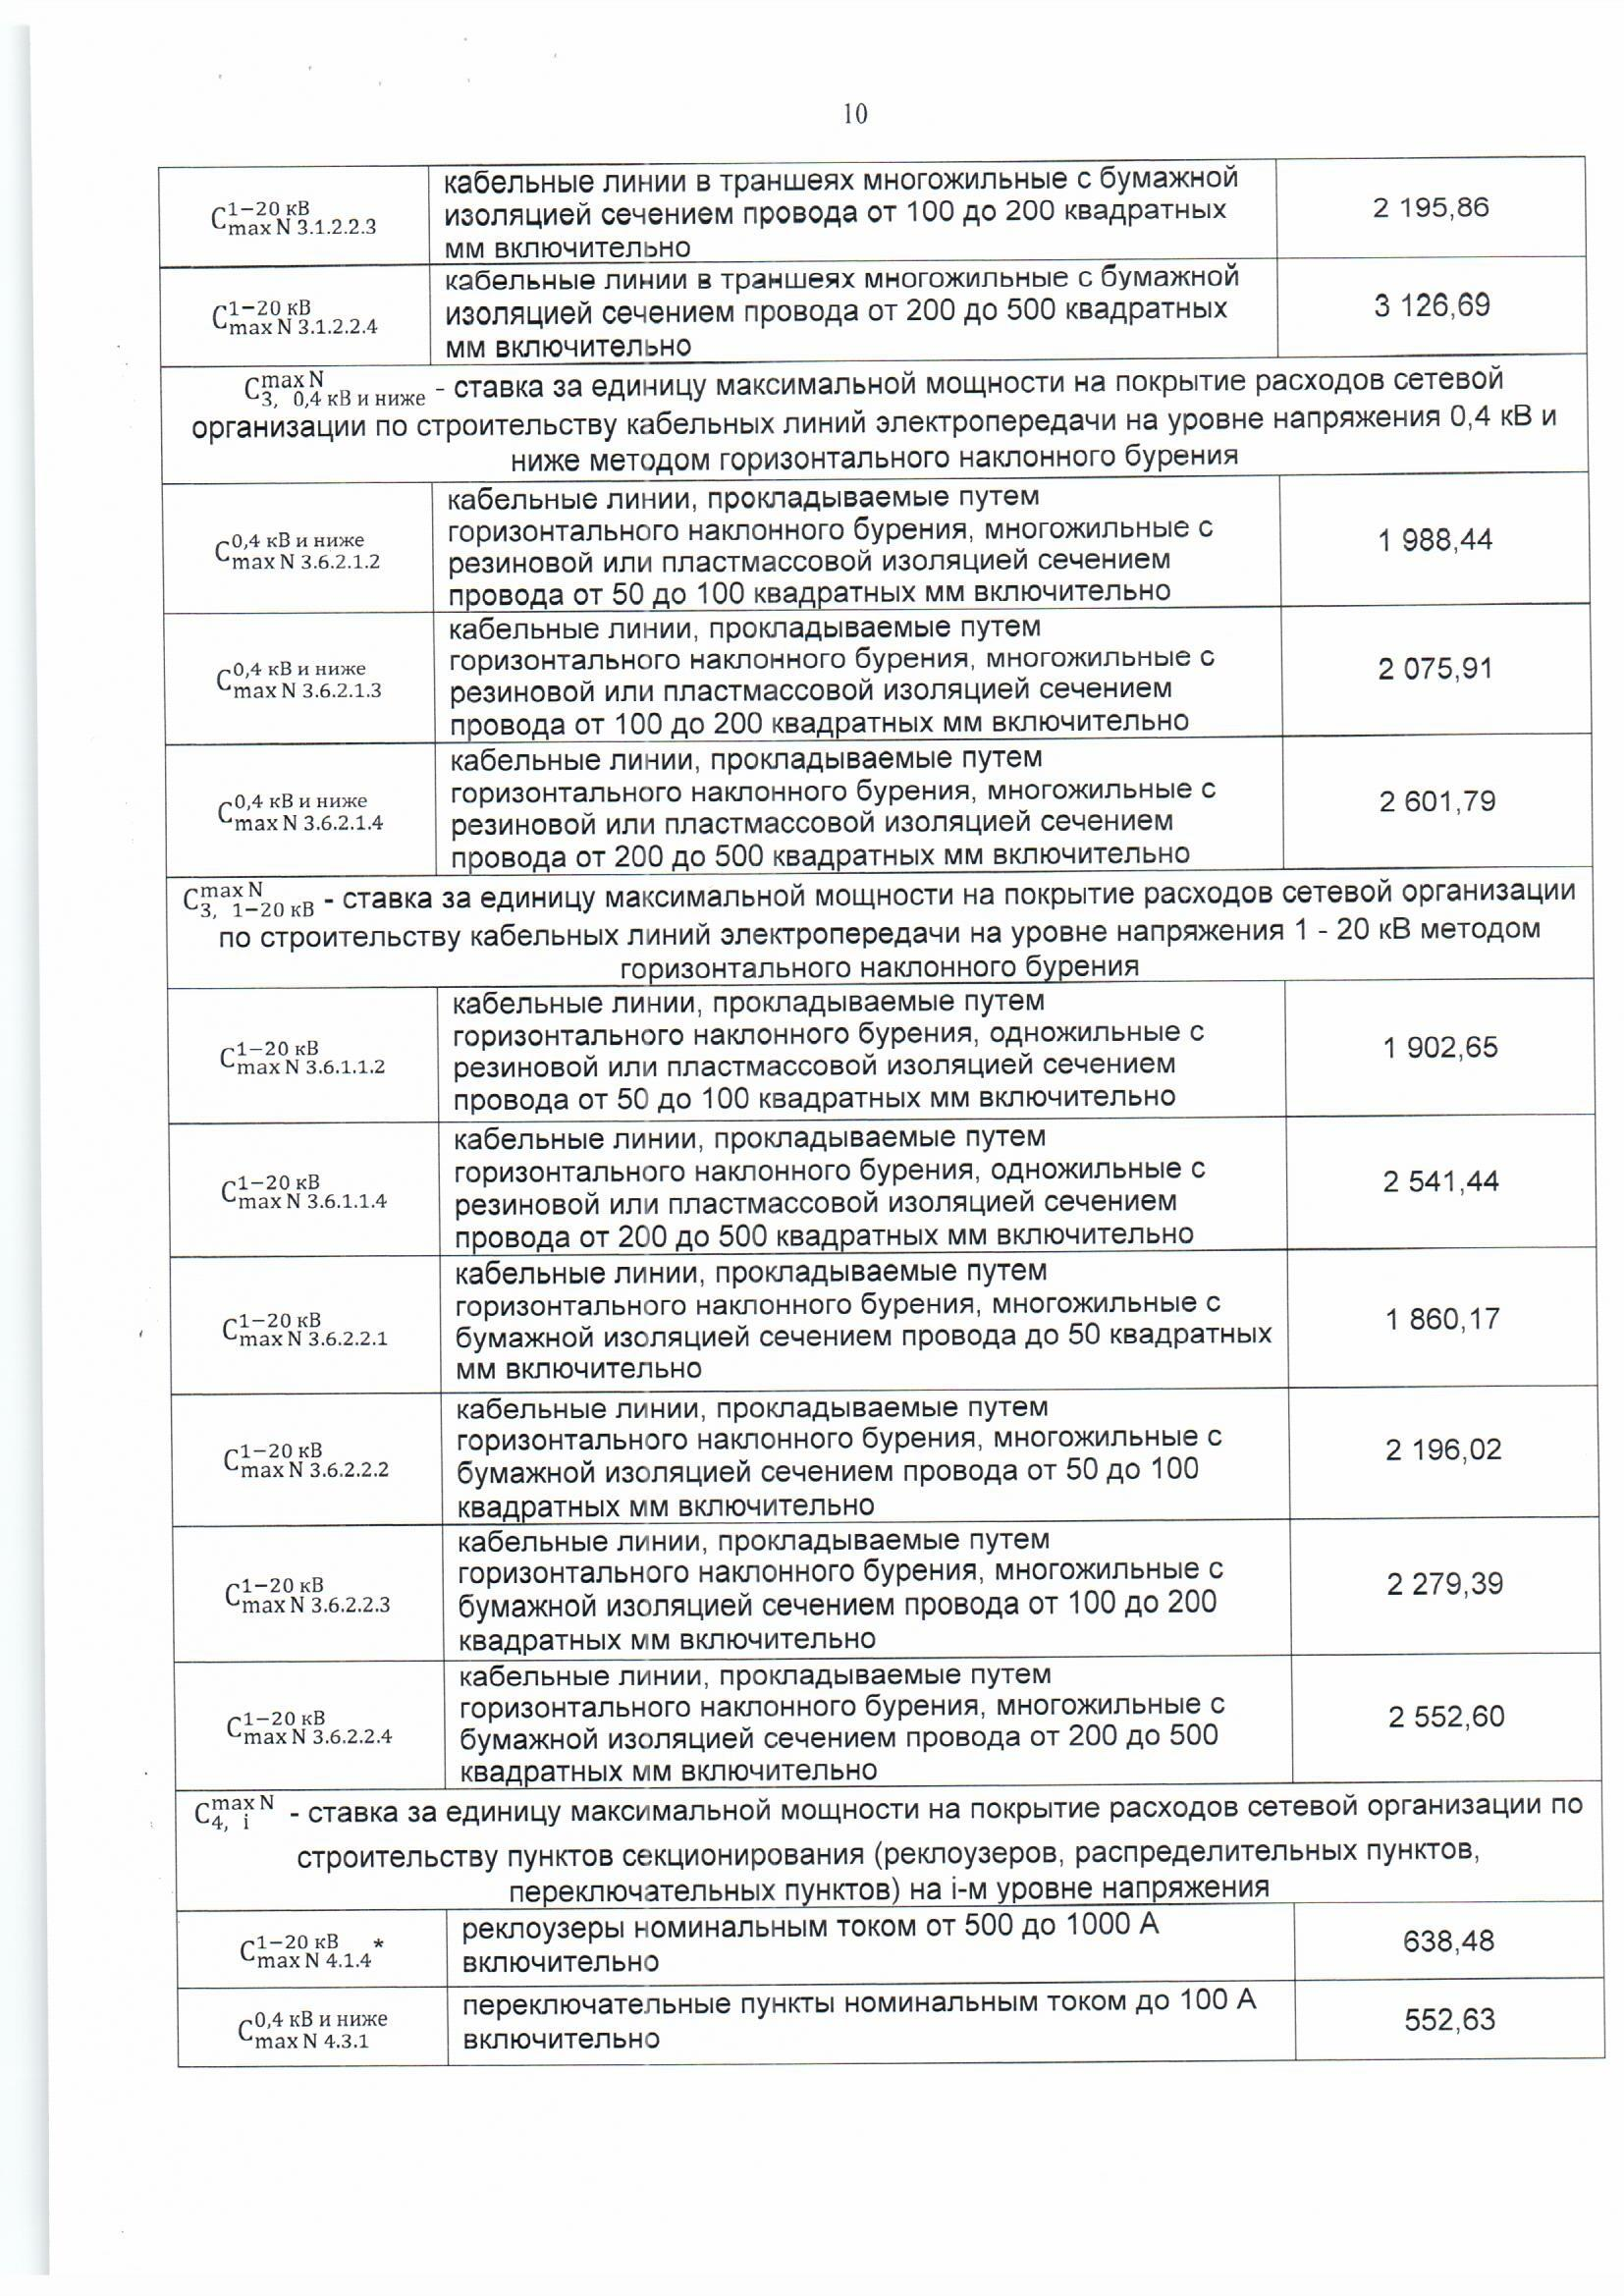 10
C 1–20 кВ max N 3.1.2.2.3
кабельные линии в траншеях многожильные с бумажной
изоляцией сечением провода от 100 до 200 квадратных
мм включительно
2 195,86
C 1–20 кВ max N 3.1.2.2.4
кабельные линии в траншеях многожильные с бумажной
изоляцией сечением провода от 200 до 500 квадратных
мм включительно
3 126,69
C max N 3, 0,4 кВ и ниже - ставка за единицу максимальной мощности на покрытие расходов сетевой
организации по строительству кабельных линий электропередачи на уровне напряжения 0,4 кВ и
ниже методом горизонтального наклонного бурения
C 0,4 кВ и ниже max N 3.6.2.1.2
кабельные линии, прокладываемые путем
горизонтального наклонного бурения, многожильные с
резиновой или пластмассовой изоляцией сечением
провода от 50 до 100 квадратных мм включительно
1 988,44
C 0,4 кВ и ниже max N 3.6.2.1.3
кабельные линии, прокладываемые путем
горизонтального наклонного бурения, многожильные с
резиновой или пластмассовой изоляцией сечением
провода от 100 до 200 квадратных мм включительно
2 075,91
C 0,4 кВ и ниже max N 3.6.2.1.4
кабельные линии, прокладываемые путем
горизонтального наклонного бурения, многожильные с
резиновой или пластмассовой изоляцией сечением
провода от 200 до 500 квадратных мм включительно
2 601,79
C max N 3, 1–20 кВ - ставка за единицу максимальной мощности на покрытие расходов сетевой организации
по строительству кабельных линий электропередачи на уровне напряжения 1 - 20 кВ методом
горизонтального наклонного бурения
C 1–20 кВ max N 3.6.1.1.2
кабельные линии, прокладываемые путем
горизонтального наклонного бурения, одножильные с
резиновой или пластмассовой изоляцией сечением
провода от 50 до 100 квадратных мм включительно
1 902,65
C 1–20 кВ max N 3.6.1.1.4
кабельные линии, прокладываемые путем
горизонтального наклонного бурения, одножильные с
резиновой или пластмассовой изоляцией сечением
провода от 200 до 500 квадратных мм включительно
2 541,44
C 1–20 кВ max N 3.6.2.2.1
кабельные линии, прокладываемые путем
горизонтального наклонного бурения, многожильные с
бумажной изоляцией сечением провода до 50 квадратных
мм включительно
1 860,17
C 1–20 кВ max N 3.6.2.2.2
кабельные линии, прокладываемые путем
горизонтального наклонного бурения, многожильные с
бумажной изоляцией сечением провода от 50 до 100
квадратных мм включительно
2 196,02
C 1–20 кВ max N 3.6.2.2.3
кабельные линии, прокладываемые путем
горизонтального наклонного бурения, многожильные с
бумажной изоляцией сечением провода от 100 до 200
квадратных мм включительно
2 279,39
C 1–20 кВ max N 3.6.2.2.4
кабельные линии, прокладываемые путем
горизонтального наклонного бурения, многожильные с
бумажной изоляцией сечением провода от 200 до 500
квадратных мм включительно
2 552,60
C max N 4, i - ставка за единицу максимальной мощности на покрытие расходов сетевой организации по
строительству пунктов секционирования (реклоузеров, распределительных пунктов,
переключательных пунктов) на i-м уровне напряжения
C 1–20 кВ max N 4.1.4 *
реклоузеры номинальным током от 500 до 1000 А
включительно
638,48
C 0,4 кВ и ниже max N 4.3.1
переключательные пункты номинальным током до 100 А
включительно
552,63